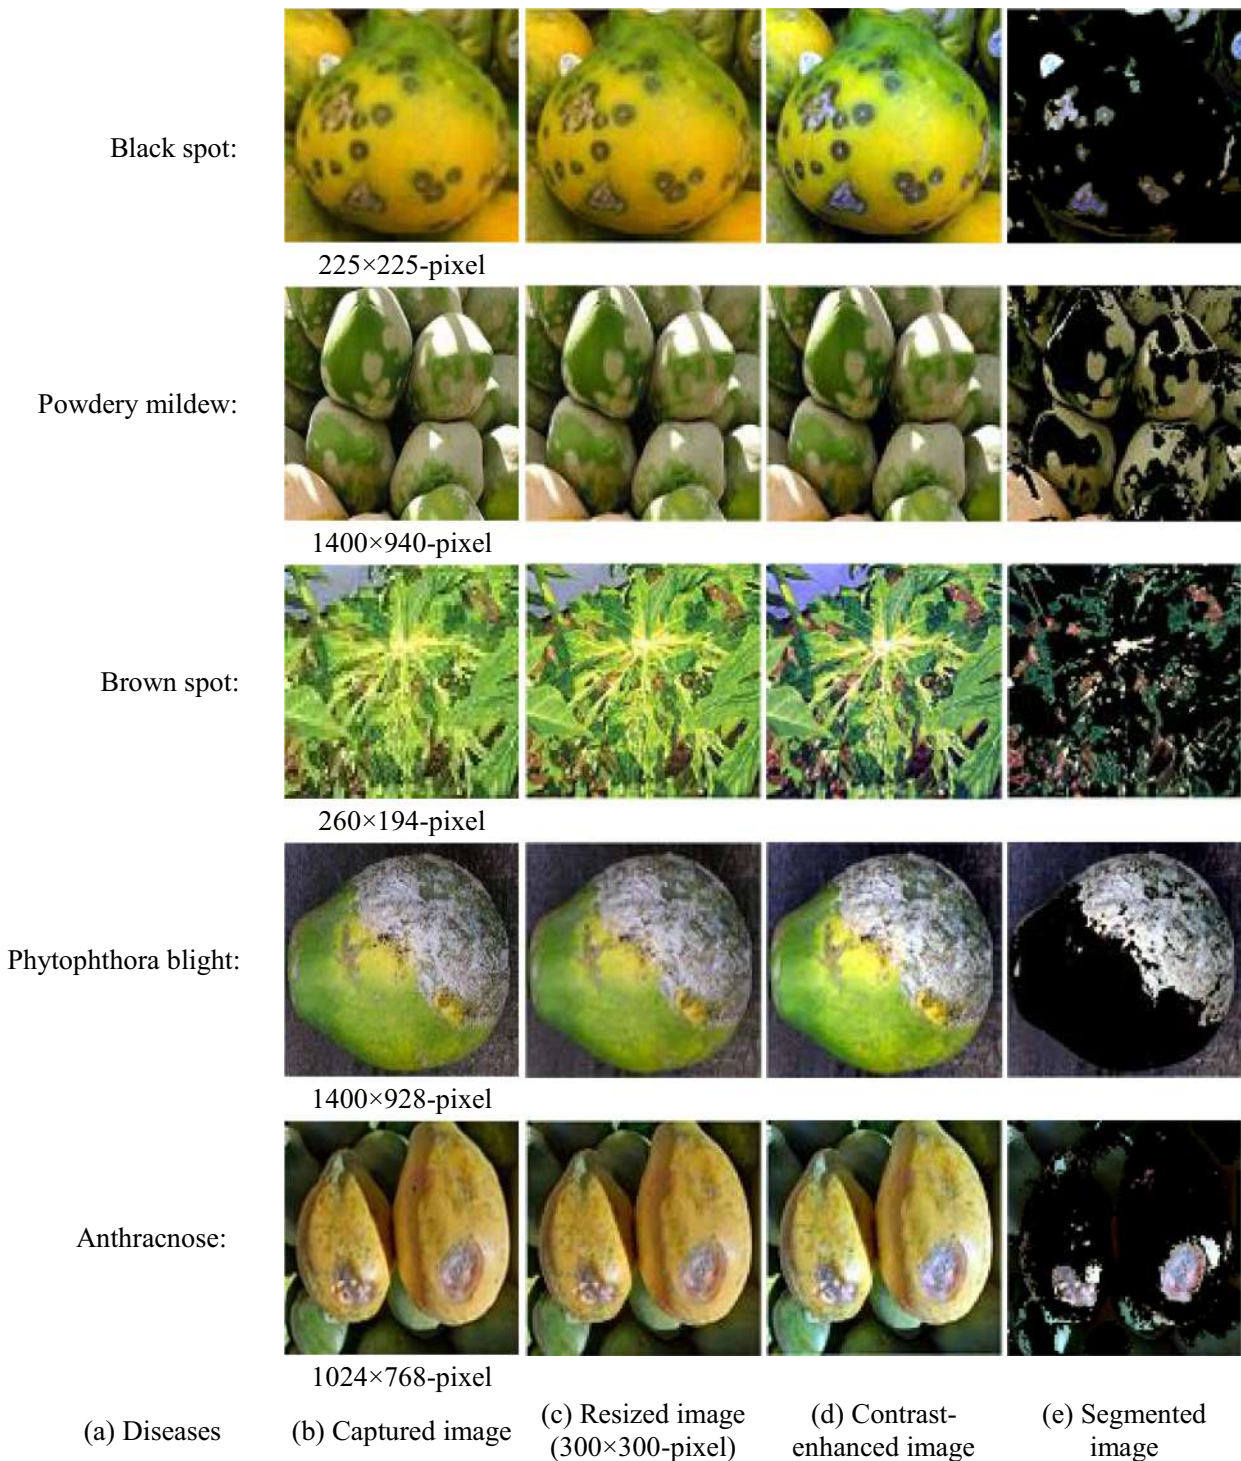 Black spot:
225×225-pixel
Powdery mildew:
1400×940-pixel
Brown spot:
260×194-pixel
Phytophthora blight:
1400×928-pixel
Anthracnose:
1024×768-pixel
(a) Diseases
(b) Captured image
(c) Resized image
(300×300-pixel)
(d) Contrast-
enhanced image
(e) Segmented
image